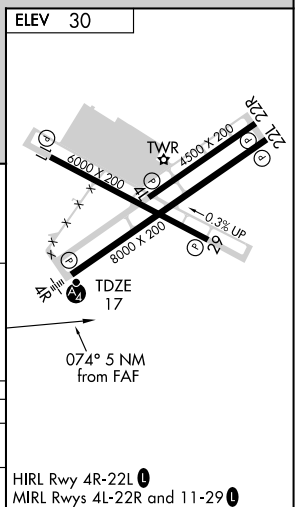 ELEV 30
TWR
4500 X 200
22R
22L
11
6000 X 200
4L
P
P
P
P
P
P
0.3% UP
8000 X 200
29
4R
A4
TDZE
17
074° 5 NM
from FAF
HIRL Rwy 4R-22L L
MIRL Rwys 4L-22R and 11-29 L